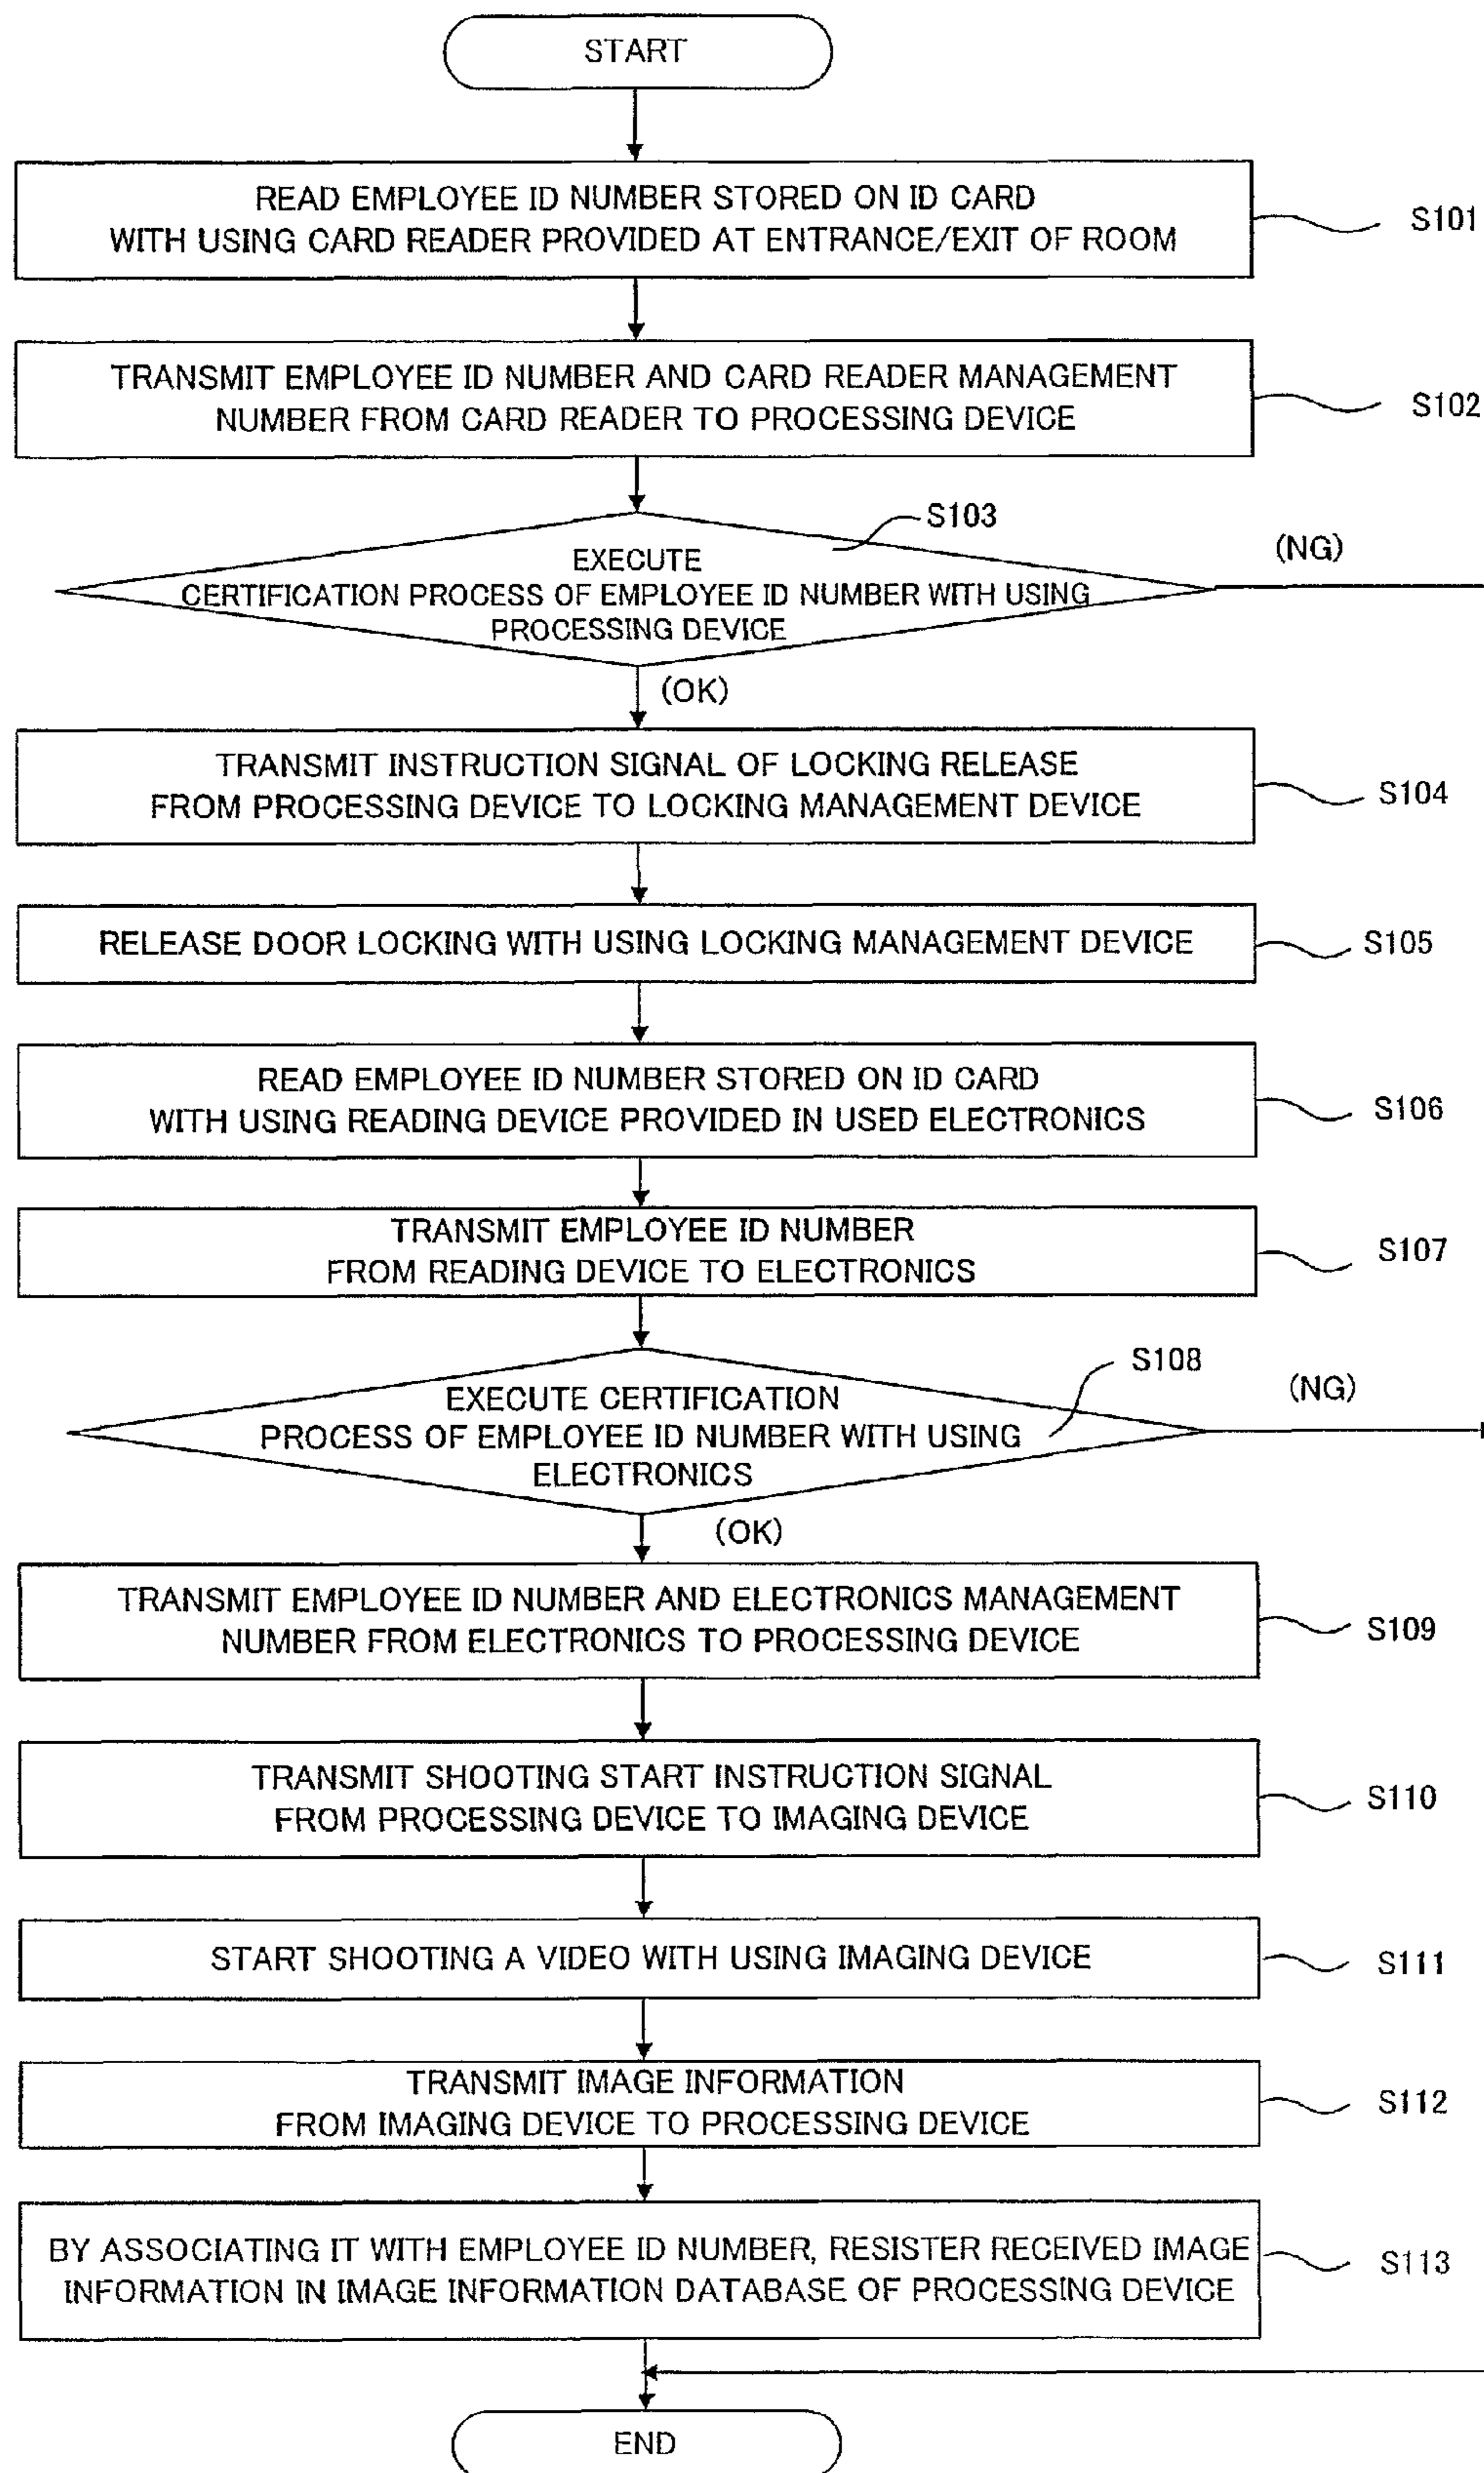 START
READ EMPLOYEE ID NUMBER STORED ON ID CARD
WITH USING CARD READER PROVIDED AT ENTRANCE/EXIT OF ROOM
S101
TRANSMIT EMPLOYEE ID NUMBER AND CARD READER MANAGEMENT
NUMBER FROM CARD READER TO PROCESSING DEVICE
S102
S103
(NG)
EXECUTE
CERTIFICATION PROCESS OF EMPLOYEE ID NUMBER WITH USING
PROCESSING DEVICE
(OK)
TRANSMIT INSTRUCTION SIGNAL OF LOCKING RELEASE
FROM PROCESSING DEVICE TO LOCKING MANAGEMENT DEVICE
S104
RELEASE DOOR LOCKING WITH USING LOCKING MANAGEMENT DEVICE
S105
READ EMPLOYEE ID NUMBER STORED ON ID CARD
WITH USING READING DEVICE PROVIDED IN USED ELECTRONICS
S106
TRANSMIT EMPLOYEE ID NUMBER
FROM READING DEVICE TO ELECTRONICS
S107
S108
(NG)
EXECUTE CERTIFICATION
PROCESS OF EMPLOYEE ID NUMBER WITH USING
ELECTRONICS
(OK)
TRANSMIT EMPLOYEE ID NUMBER AND ELECTRONICS MANAGEMENT
NUMBER FROM ELECTRONICS TO PROCESSING DEVICE
S109
TRANSMIT SHOOTING START INSTRUCTION SIGNAL
FROM PROCESSING DEVICE TO IMAGING DEVICE
S110
START SHOOTING A VIDEO WITH USING IMAGING DEVICE
S111
TRANSMIT IMAGE INFORMATION
FROM IMAGING DEVICE TO PROCESSING DEVICE
S112
BY ASSOCIATING IT WITH EMPLOYEE ID NUMBER, RESISTER RECEIVED IMAGE
INFORMATION IN IMAGE INFORMATION DATABASE OF PROCESSING DEVICE
S113
END